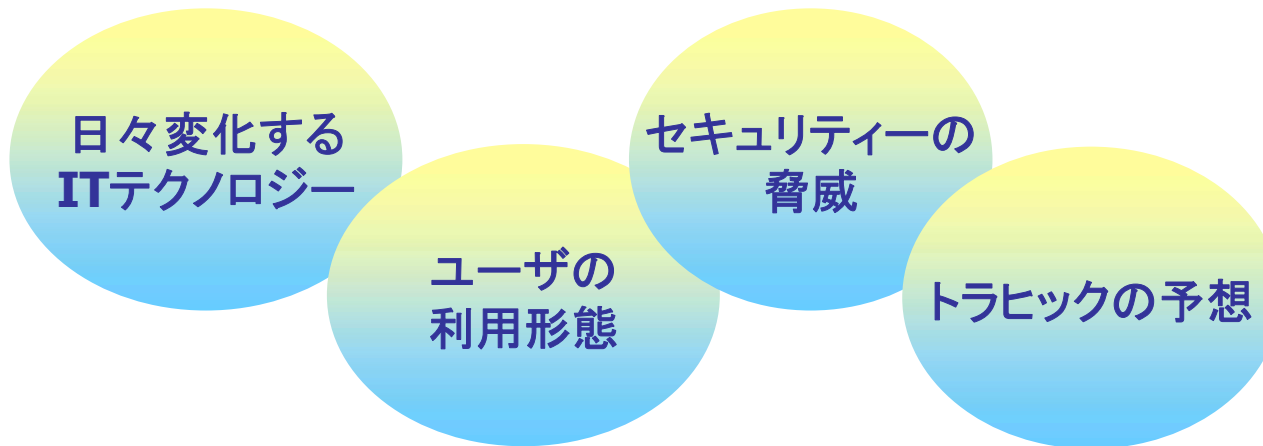 日々変化する
ITテクノロジー
ユーザの
利用形態
セキュリティーの
脅威
トラヒックの予想